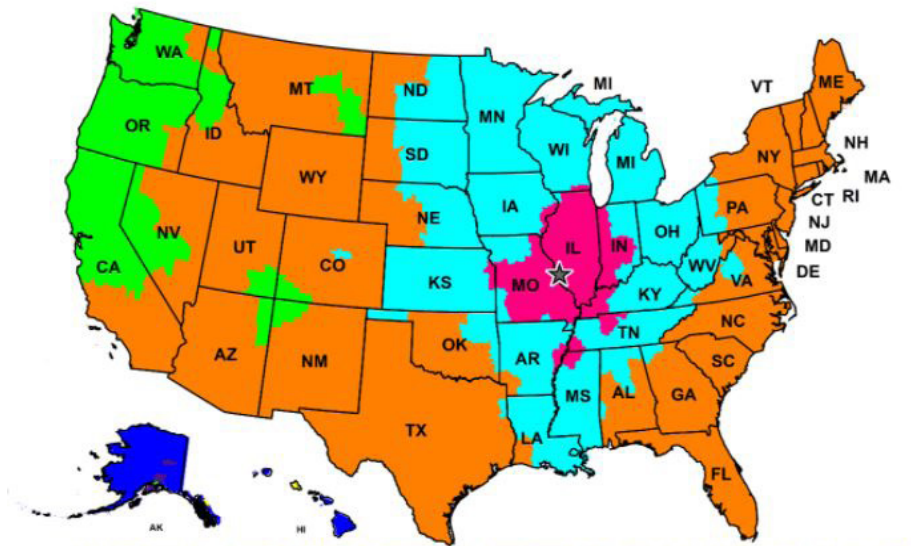 WA
MT
ND
MN
MI
VT
ME
OR
ID
SD
WI
MI
NY
NH
MA
WY
IA
CT
RI
NV
NE
IL
IN
OH
PA
NJ
UT
CO
MD
CA
KS
MO
WV
VA
DE
KY
AZ
NM
OK
AR
TN
NC
SC
MS
AL
GA
TX
LA
FL
AK
HI